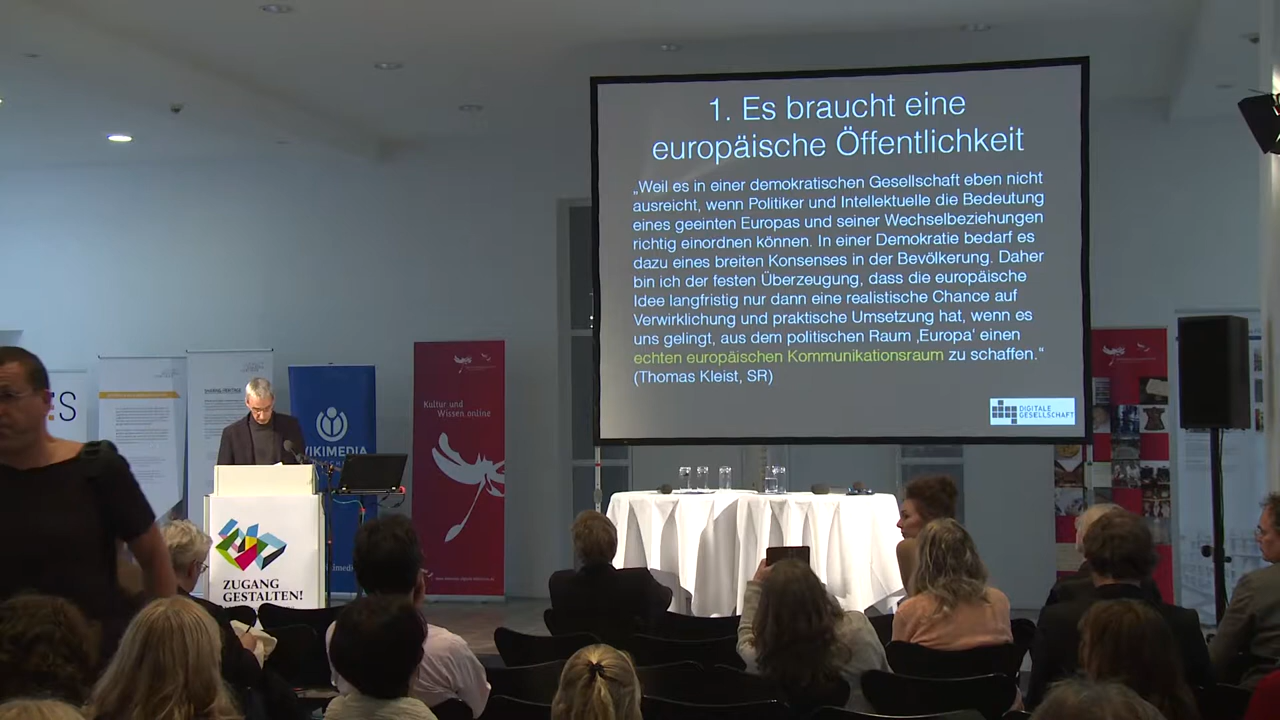 1. Es braucht eine
europäische Öffentlichkeit
„Weil es in einer demokratischen Gesellschaft eben nicht
ausreicht, wenn Politiker und Intellektuelle die Bedeutung
eines geeinten Europas und seiner Wechselbeziehungen
richtig einordnen können. In einer Demokratie bedarf es
dazu eines breiten Konsenses in der Bevölkerung. Daher
bin ich der festen Überzeugung, dass die europäische
Idee langfristig nur dann eine realistische Chance auf
Verwirklichung und praktische Umsetzung hat, wenn es
uns gelingt, aus dem politischen Raum ‚Europa‘ einen
echten europäischen Kommunikationsraum zu schaffen.“
(Thomas Kleist, SR)
DIGITALE
GESELLSCHAFT
WIKIMEDIA
Kultur und
Wissen online
ZUGANG
GESTALTEN!